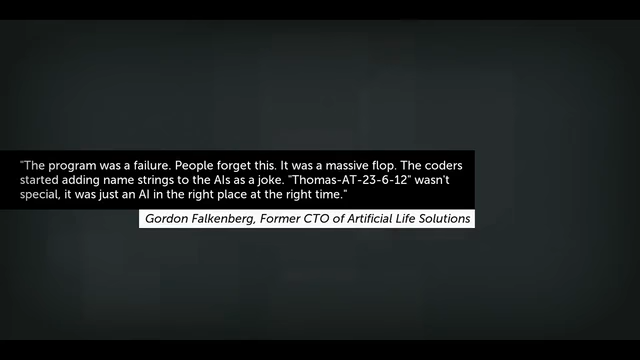 "The program was a failure. People forget this. It was a massive flop. The coders
started adding name strings to the AIs as a joke. "Thomas-AT-23-6-12" wasn't
special, it was just an AI in the right place at the right time."
Gordon Falkenberg, Former CTO of Artificial Life Solutions